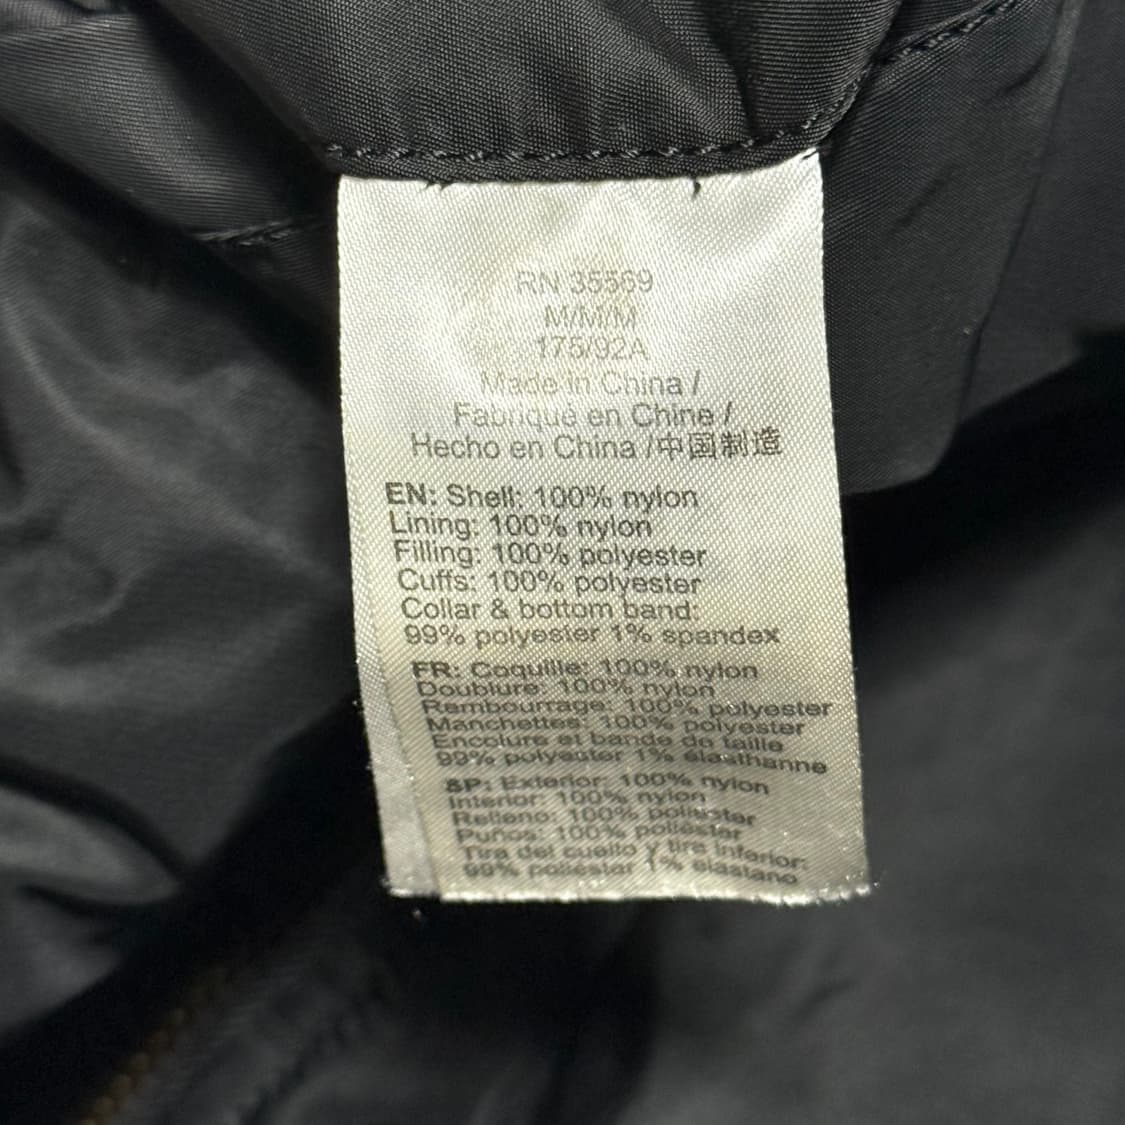 RN 35569
M/M/M
175/92A
Made in China /
Fabriqué en Chine /
Hecho en China /中国制造
EN: Shell: 100% nylon
Lining: 100% nylon
Filling: 100% polyester
Cuffs: 100% polyester
Collar & bottom band:
99% polyester 1% spandex
FR: Coquille: 100% nylon
Doublure: 100% nylon
Rembourrage: 100% polyester
Manchettes: 100% polyester
Encolure et bande de taille
99% polyester 1% élasthanne
SP: Exterior: 100% nylon
Interior: 100% nylon
Relleno: 100% poliéster
Puños: 100% poliéster
Tira del cuello y tira inferior:
99% poliéster 1% elastano